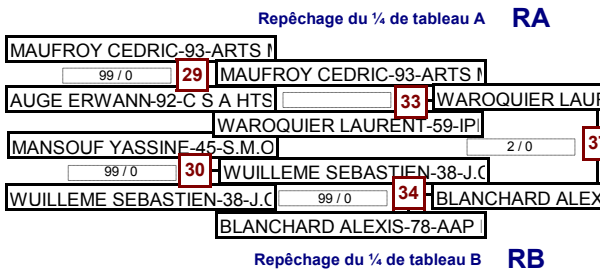 Repêchage du ¼ de tableau A RA
MAUFROY CEDRIC-93-ARTS
99 / 0 29 MAUFROY CEDRIC-93-ARTS
AUGE ERWANN-92-C S A HTS 33 WAROQUIER
WAROQUIER LAURENT-59-IP
MANSOUF YASSINE-45-S.M.O 2 / 0
99 / 0 30 WUILLEME SEBASTIEN-38-J.
WUILLEME SEBASTIEN-38-J. 99 / 0 34 BLANCHARD
BLANCHARD ALEXIS-78-AAP
Repêchage du ¼ de tableau B RB